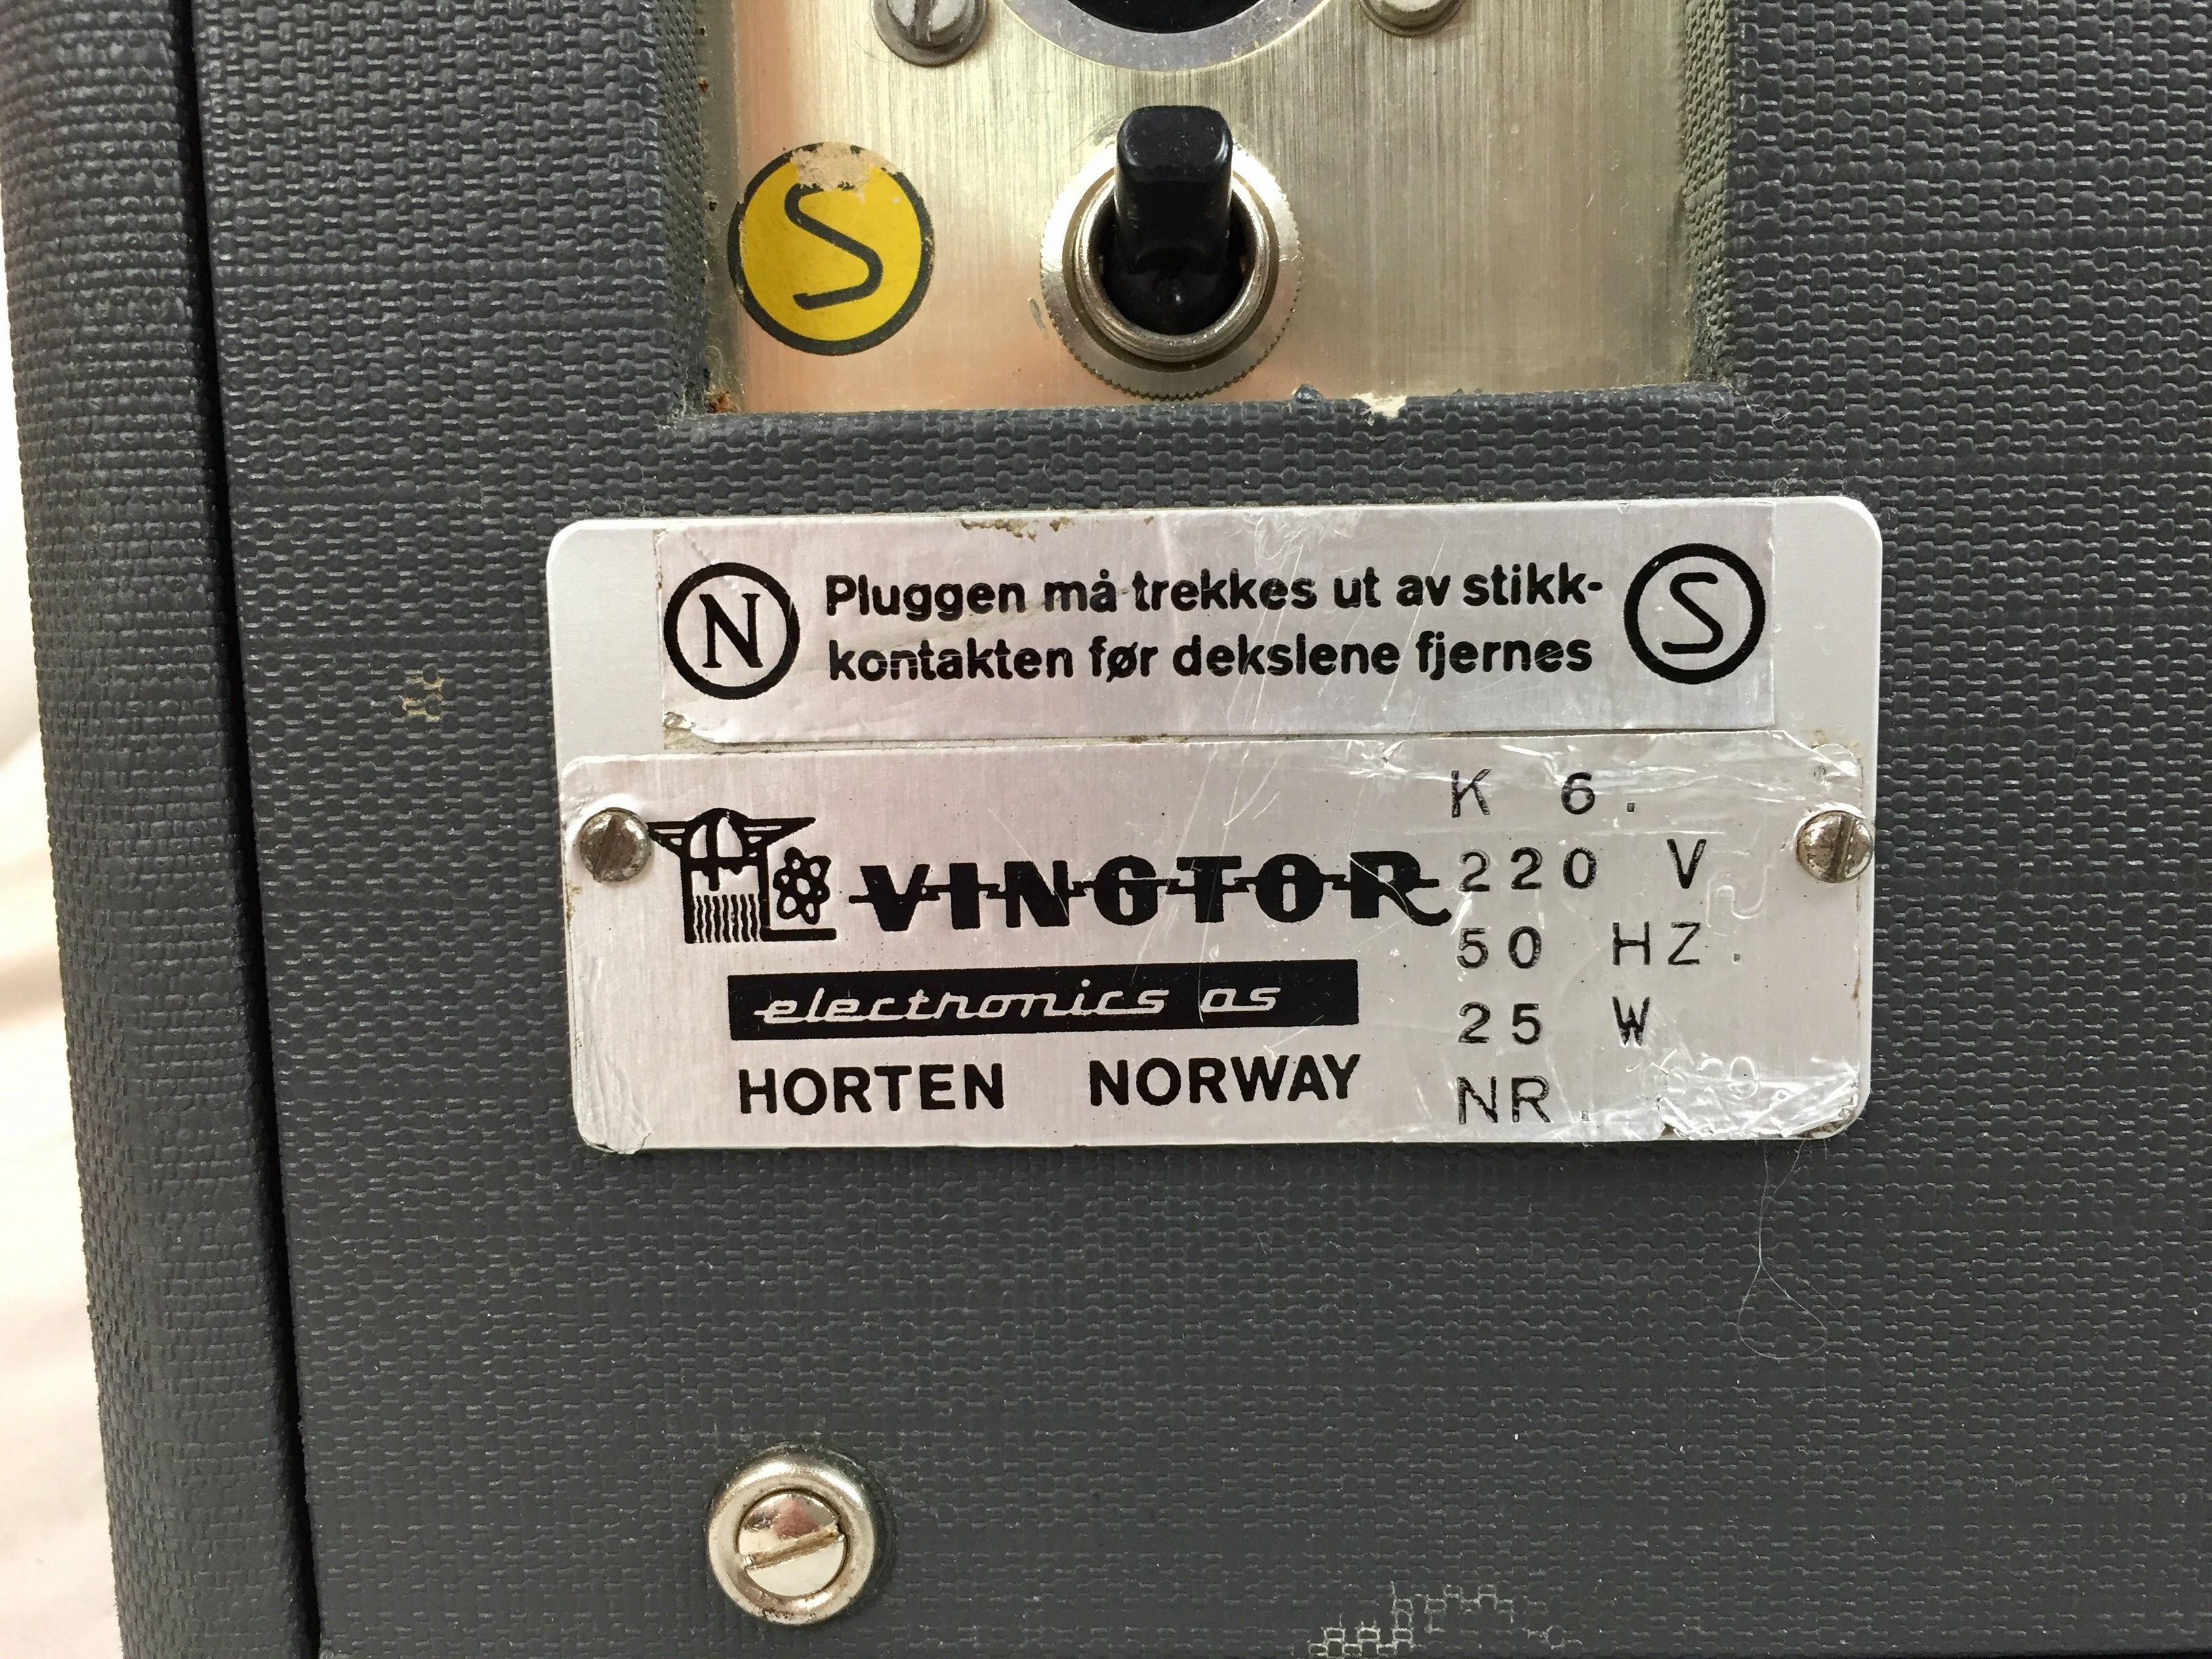 S
N Pluggen må trekkes ut av stikk- S
kontakten før dekslene fjernes
VINGTOR
electronics as
HORTEN NORWAY
K 6.
220 V
50 HZ.
25 W
NR.